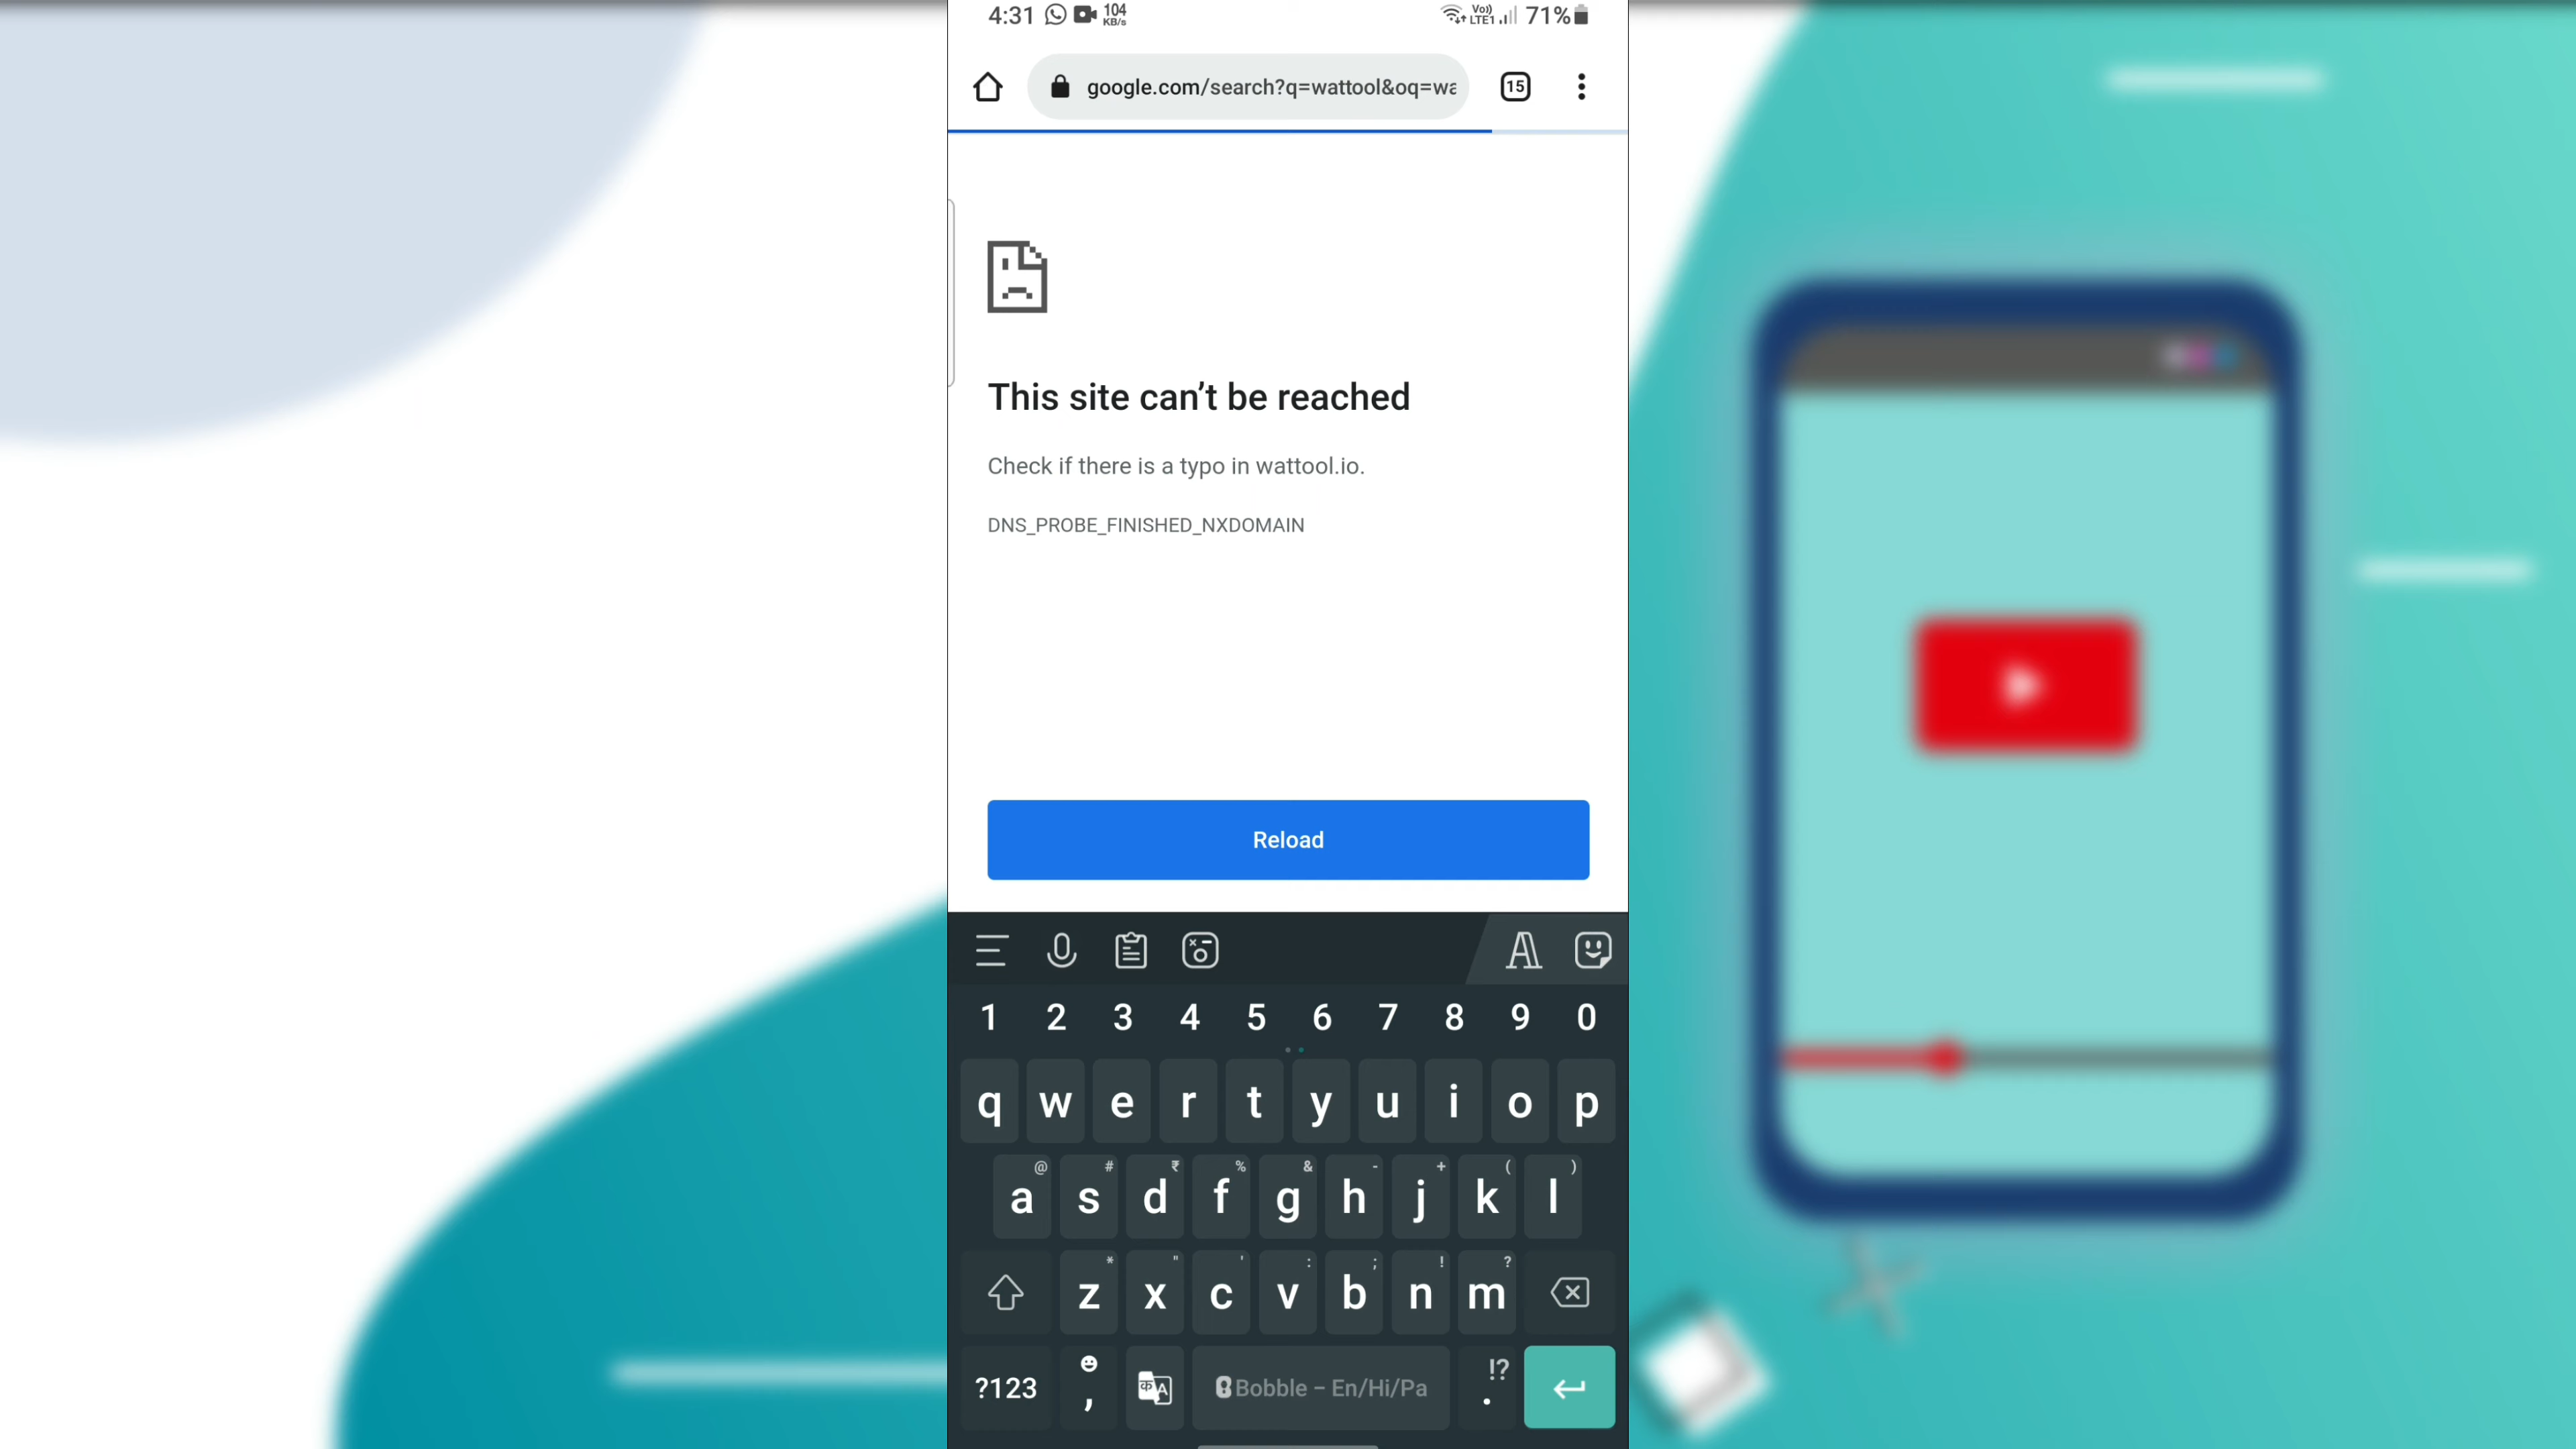 4:31 104 KB/s Vo)) LTE1 71%
google.com/search?q=wattool&oq=wa 15
This site can’t be reached
Check if there is a typo in wattool.io.
DNS_PROBE_FINISHED_NXDOMAIN
Reload
1 2 3 4 5 6 7 8 9 0
q w e r t y u i o p
@ # ₹ % & - + ( )
a s d f g h j k l
* " ' : ; ! ?
z x c v b n m
?123 , क A Bobble – En/Hi/Pa !? .